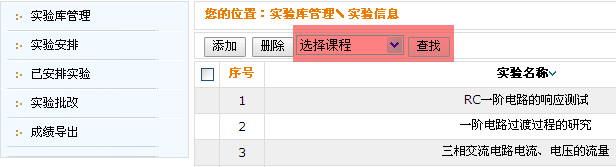 实验库管理
实验安排
已安排实验
实验批改
成绩导出
您的位置：实验库管理\实验信息
添加 删除 选择课程 查找
序号 实验名称
1 RC一阶电路的响应测试
2 一阶电路过渡过程的研究
3 三相交流电路电流、电压的流量